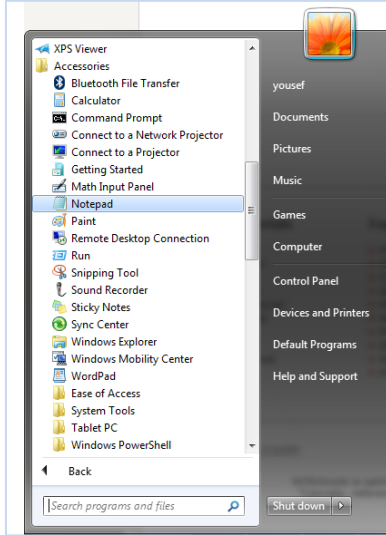 XPS Viewer
Accessories
Bluetooth File Transfer
Calculator
Command Prompt
Connect to a Network Projector
Connect to a Projector
Getting Started
Math Input Panel
Notepad
Paint
Remote Desktop Connection
Run
Snipping Tool
Sound Recorder
Sticky Notes
Sync Center
Windows Explorer
Windows Mobility Center
WordPad
Ease of Access
System Tools
Tablet PC
Windows PowerShell
Back
Search programs and files
yousef
Documents
Pictures
Music
Games
Computer
Control Panel
Devices and Printers
Default Programs
Help and Support
Shut down